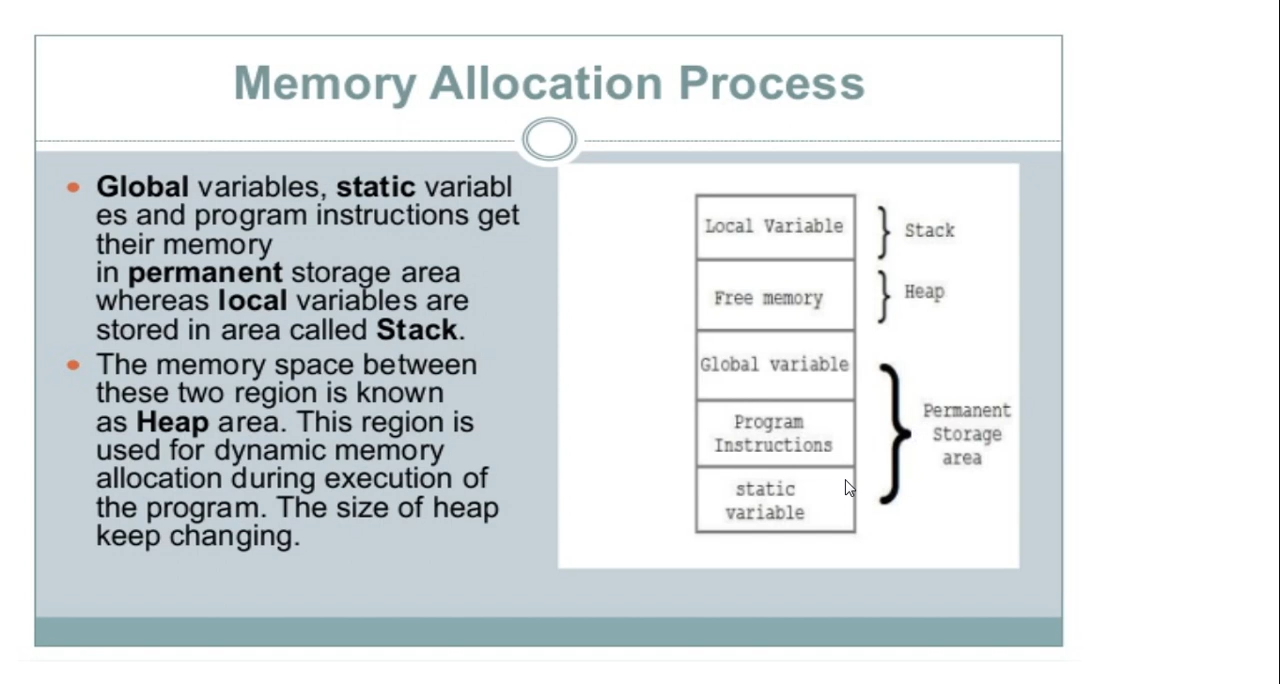 Memory Allocation Process
Global variables, static variabl
es and program instructions get
their memory
in permanent storage area
whereas local variables are
stored in area called Stack.
The memory space between
these two region is known
as Heap area. This region is
used for dynamic memory
allocation during execution of
the program. The size of heap
keep changing.
Local Variable
Stack
Free memory
Heap
Global variable
Program
Instructions
static
variable
Permanent
Storage
area